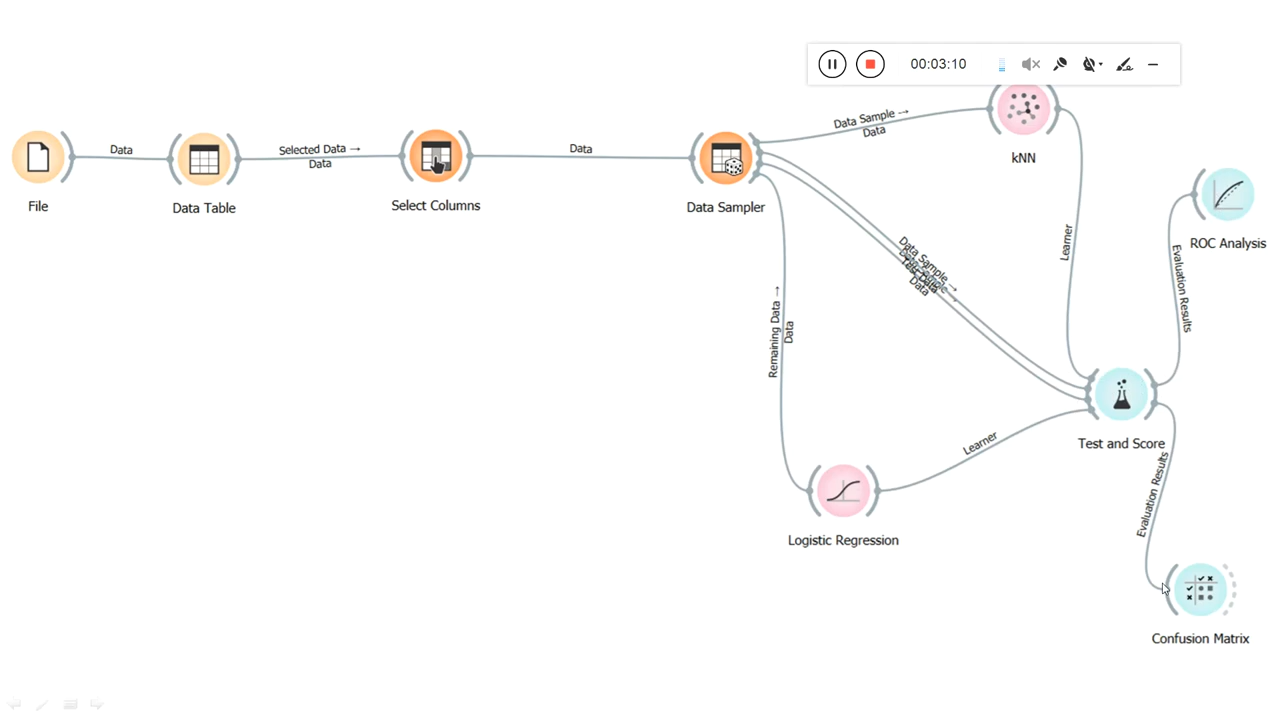 00:03:10
Data Sample →
Data
kNN
Data
Selected Data →
Data
Data
File
Data Table
Select Columns
Data Sampler
Learner
ROC Analysis
Evaluation Results
Data Sample →
Data
Remaining Data →
Data
Test and Score
Learner
Evaluation Results
Logistic Regression
Confusion Matrix